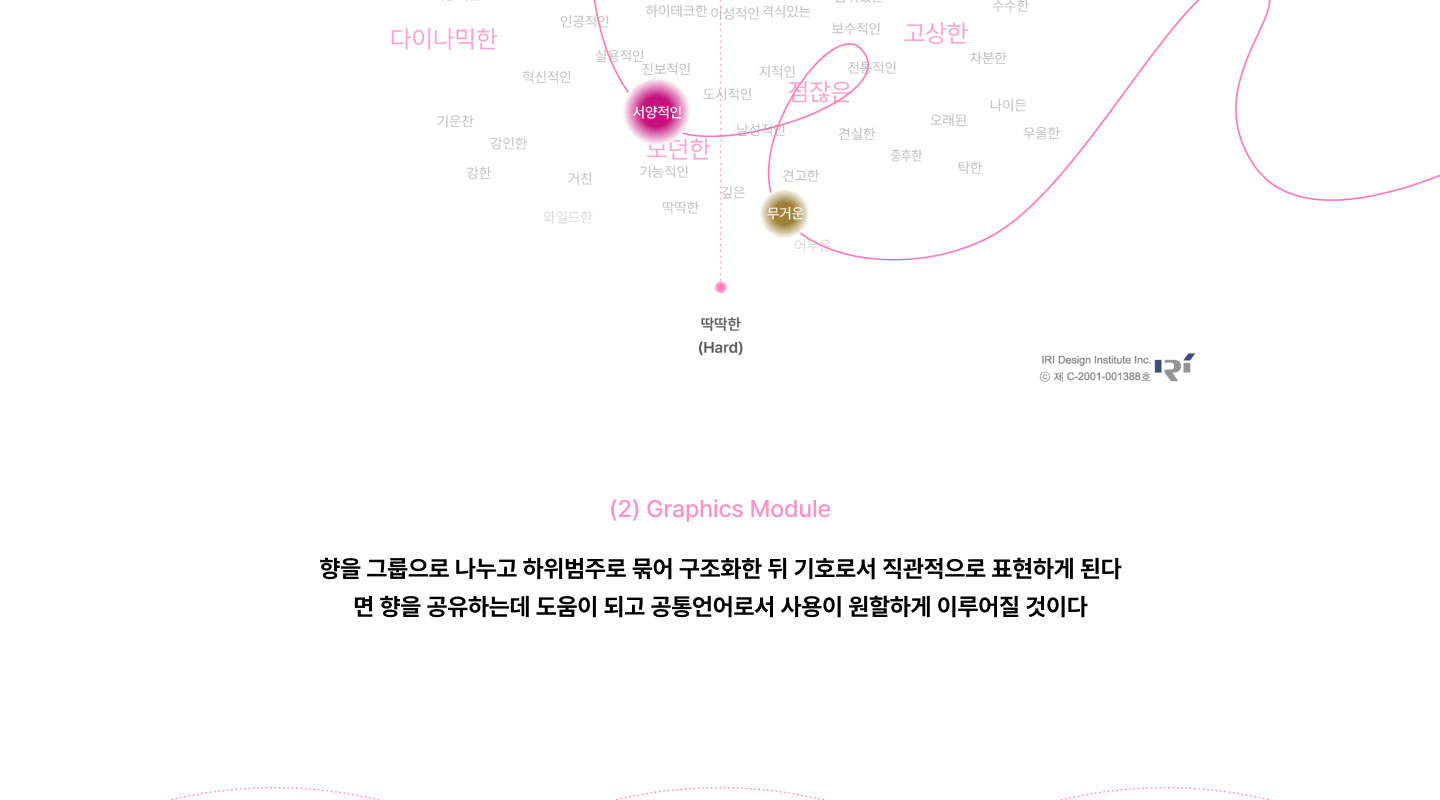 수수한
하이테크한 이성적인 격식있는
인공적인
보수적인
고상한
다이나믹한
실용적인
진보적인
지적인
전통적인
차분한
혁신적인
도시적인
점잖은
나이든
서양적인
기운찬
남성적인
견실한
오래된
우울한
강인한
모던한
중후한
강한
거친
기능적인
견고한
탁한
깊은
딱딱한
무거운
와일드한
어두운
딱딱한
(Hard)
IRI Design Institute Inc.
ⓒ 제 C-2001-001388호
IRI
(2) Graphics Module
향을 그룹으로 나누고 하위범주로 묶어 구조화한 뒤 기호로서 직관적으로 표현하게 된다
면 향을 공유하는데 도움이 되고 공통언어로서 사용이 원할하게 이루어질 것이다